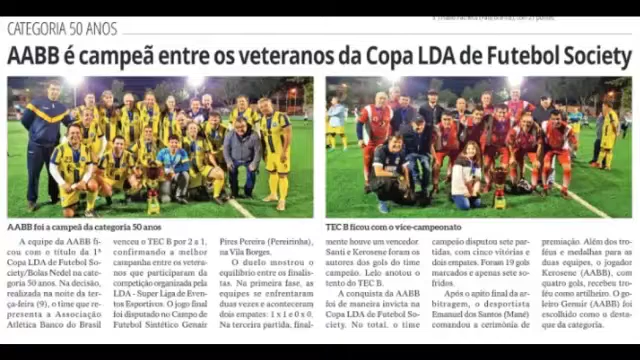 CATEGORIA 50 ANOS
AABB é campeã entre os veteranos da Copa LDA de Futebol Society
AABB foi a campeã da categoria 50 anos
A equipe da AABB fi-
cou com o título da 1ª
Copa LDA de Futebol Soci-
ety/Bolas Nedel na cate-
goria 50 anos. Na decisão,
realizada na noite da ter-
ça-feira (9), o time que re-
presenta a Associação
Atlética Banco do Brasil
venceu o TEC B por 2 a 1,
confirmando a melhor
campanha entre os vetera-
nos que participaram da
competição organizada pela
LDA - Super Liga de Even-
tos Esportivos. O jogo final
foi disputado no Campo de
Futebol Sintético Genair
Pires Pereira (Pereirinha),
na Vila Borges.
O duelo mostrou o
equilíbrio entre os finalis-
tas. Na primeira fase, as
equipes se enfrentaram
duas vezes e aconteceram
dois empates: 1 x 1 e 0 x 0.
Na terceira partida, final-
TEC B ficou com o vice-campeonato
mente houve um vencedor
Santi e Kerosene foram os
autores dos gols do time
campeão. Lelo anotou o
tento do TEC B.
A conquista da AABB
foi de maneira invicta na
Copa LDA de Futebol So-
ciety. No total, o time
campeão disputou sete par-
tidas, com cinco vitórias e
dois empates. Foram 19 gols
marcados e apenas sete so-
fridos.
Após o apito final da ar-
bitragem, o desportista
Emanuel dos Santos (Mané)
comandou a cerimônia de
premiação. Além dos tro-
féus e medalhas para as
duas equipes, o jogador
Kerosene (AABB), com
quatro gols, recebeu tro-
féu como artilheiro. O go-
leiro Gemir (AABB) foi
escolhido como o desta-
que da categoria.